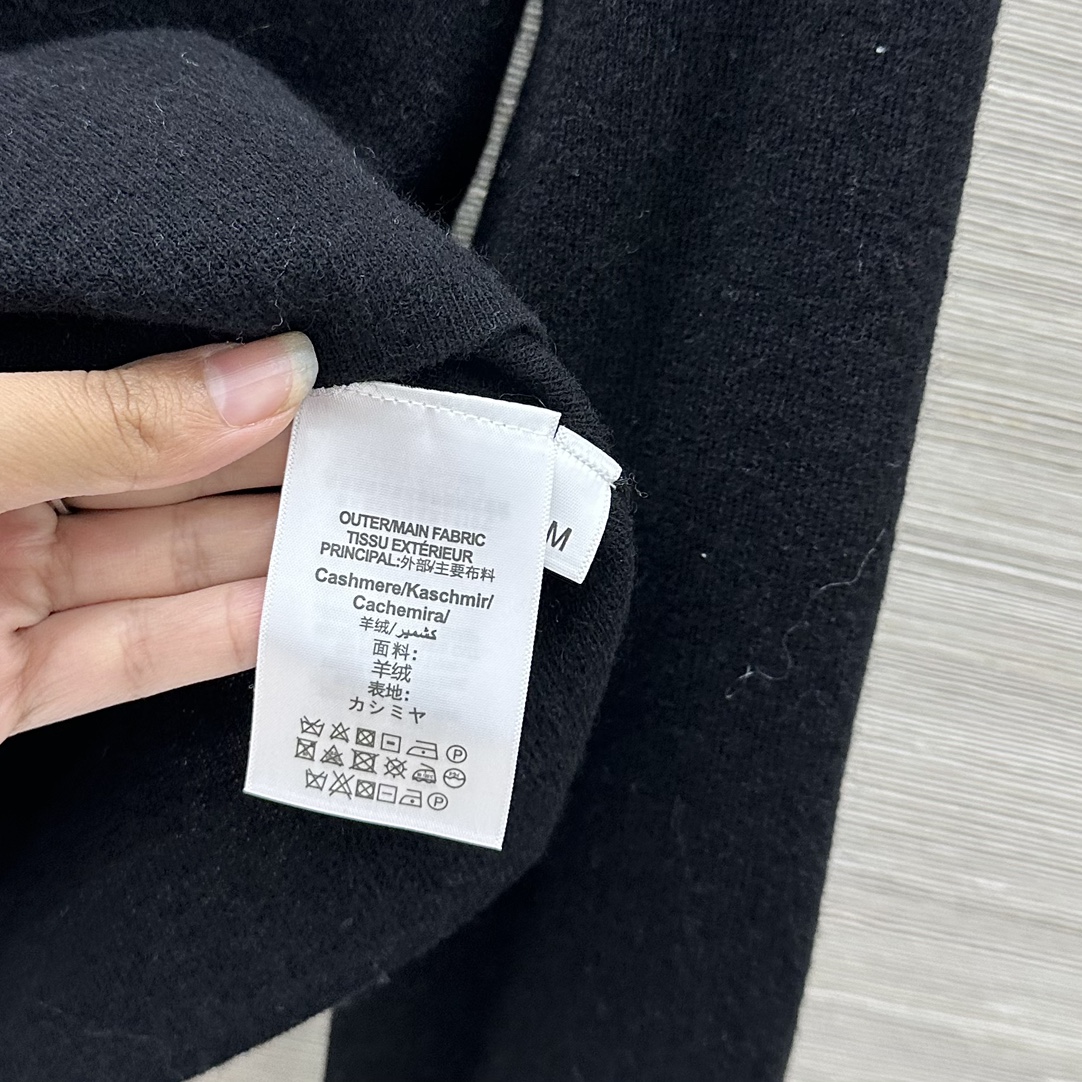 OUTER/MAIN FABRIC
TISSU EXTÉRIEUR
PRINCIPAL:外部/主要布料
Cashmere/Kaschmir/
Cachemira/
羊绒/كشمير
面料:
羊绒
表地:
カシミヤ
M